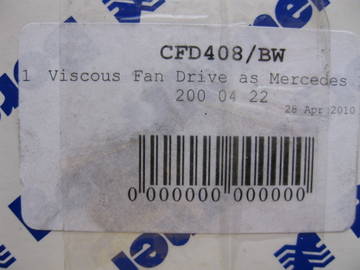 CFD408/BW
1 Viscous Fan Drive as Mercedes
200 04 22
28 Apr 2010
0 000000 000000